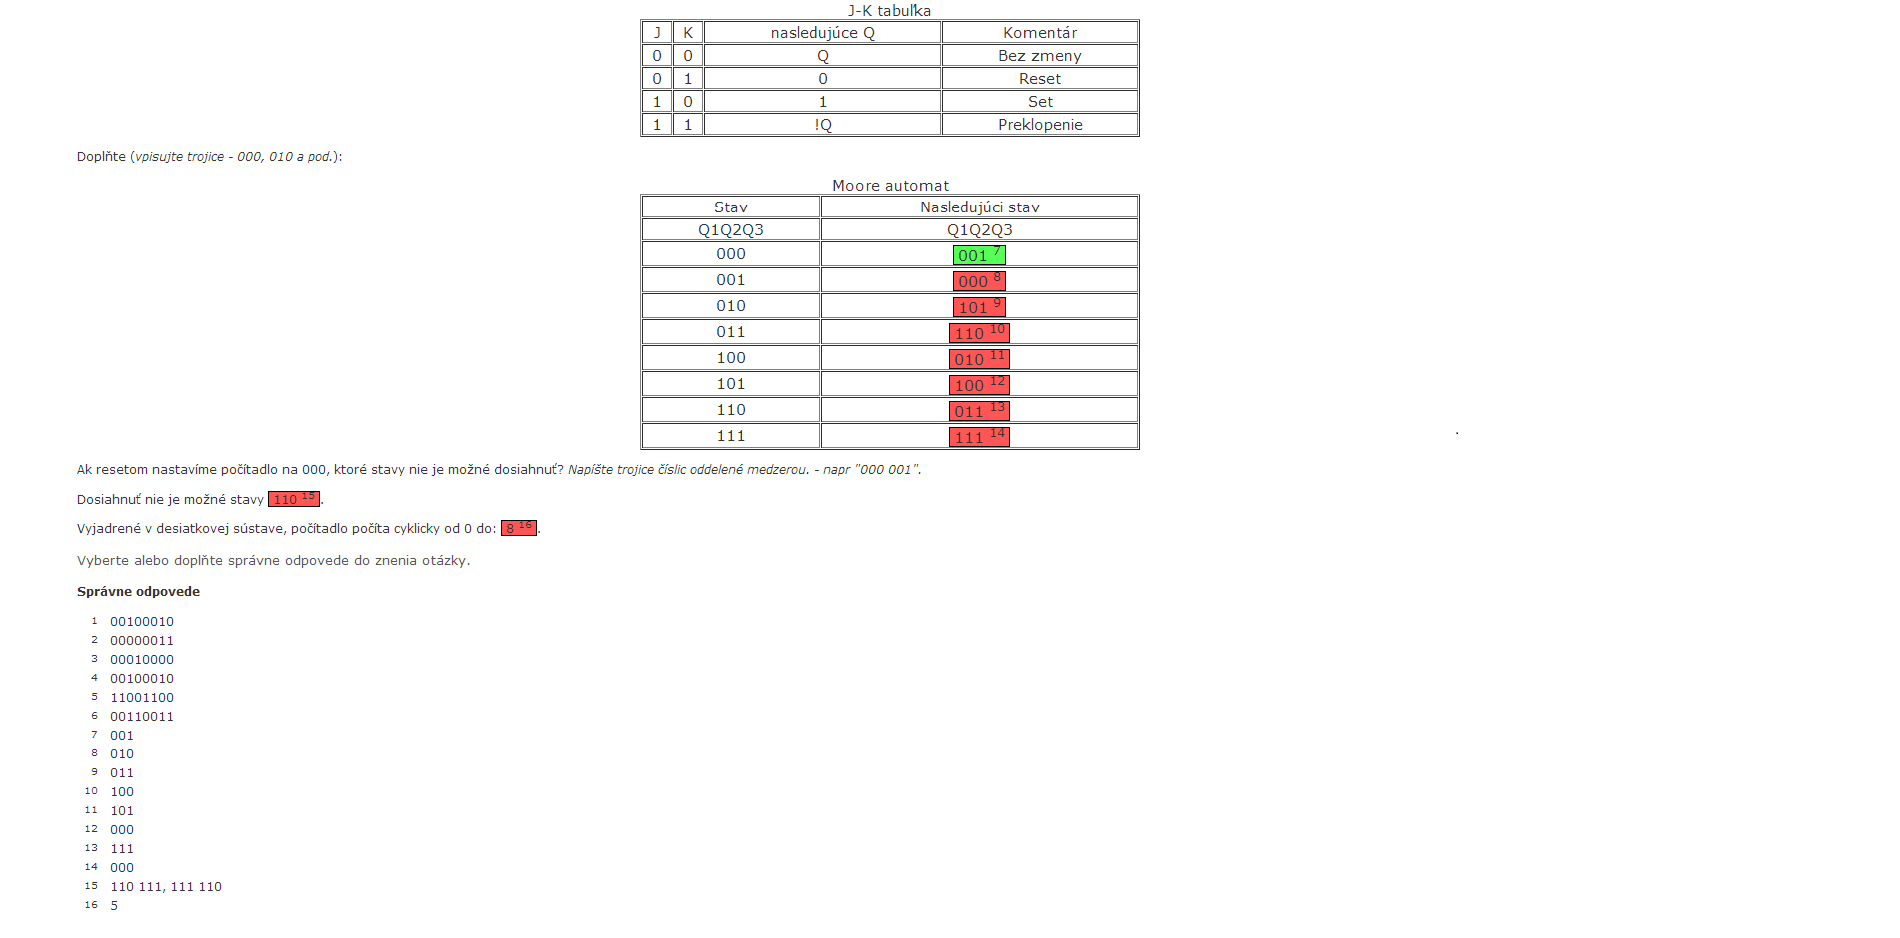 J-K tabuľka
J K nasledujúce Q Komentár
0 0 Q Bez zmeny
0 1 0 Reset
1 0 1 Set
1 1 !Q Preklopenie
Doplňte (vpisujte trojice - 000, 010 a pod.):
Moore automat
Stav Nasledujúci stav
Q1Q2Q3 Q1Q2Q3
000 001 7
001 000 8
010 101 9
011 110 10
100 010 11
101 100 12
110 011 13
111 111 14
.
Ak resetom nastavíme počítadlo na 000, ktoré stavy nie je možné dosiahnuť? Napíšte trojice číslic oddelené medzerou. - napr "000 001".
Dosiahnuť nie je možné stavy 110 15.
Vyjadrené v desiatkovej sústave, počítadlo počíta cyklicky od 0 do: 8 16.
Vyberte alebo doplňte správne odpovede do znenia otázky.
Správne odpovede
1 00100010
2 00000011
3 00010000
4 00100010
5 11001100
6 00110011
7 001
8 010
9 011
10 100
11 101
12 000
13 111
14 000
15 110 111, 111 110
16 5